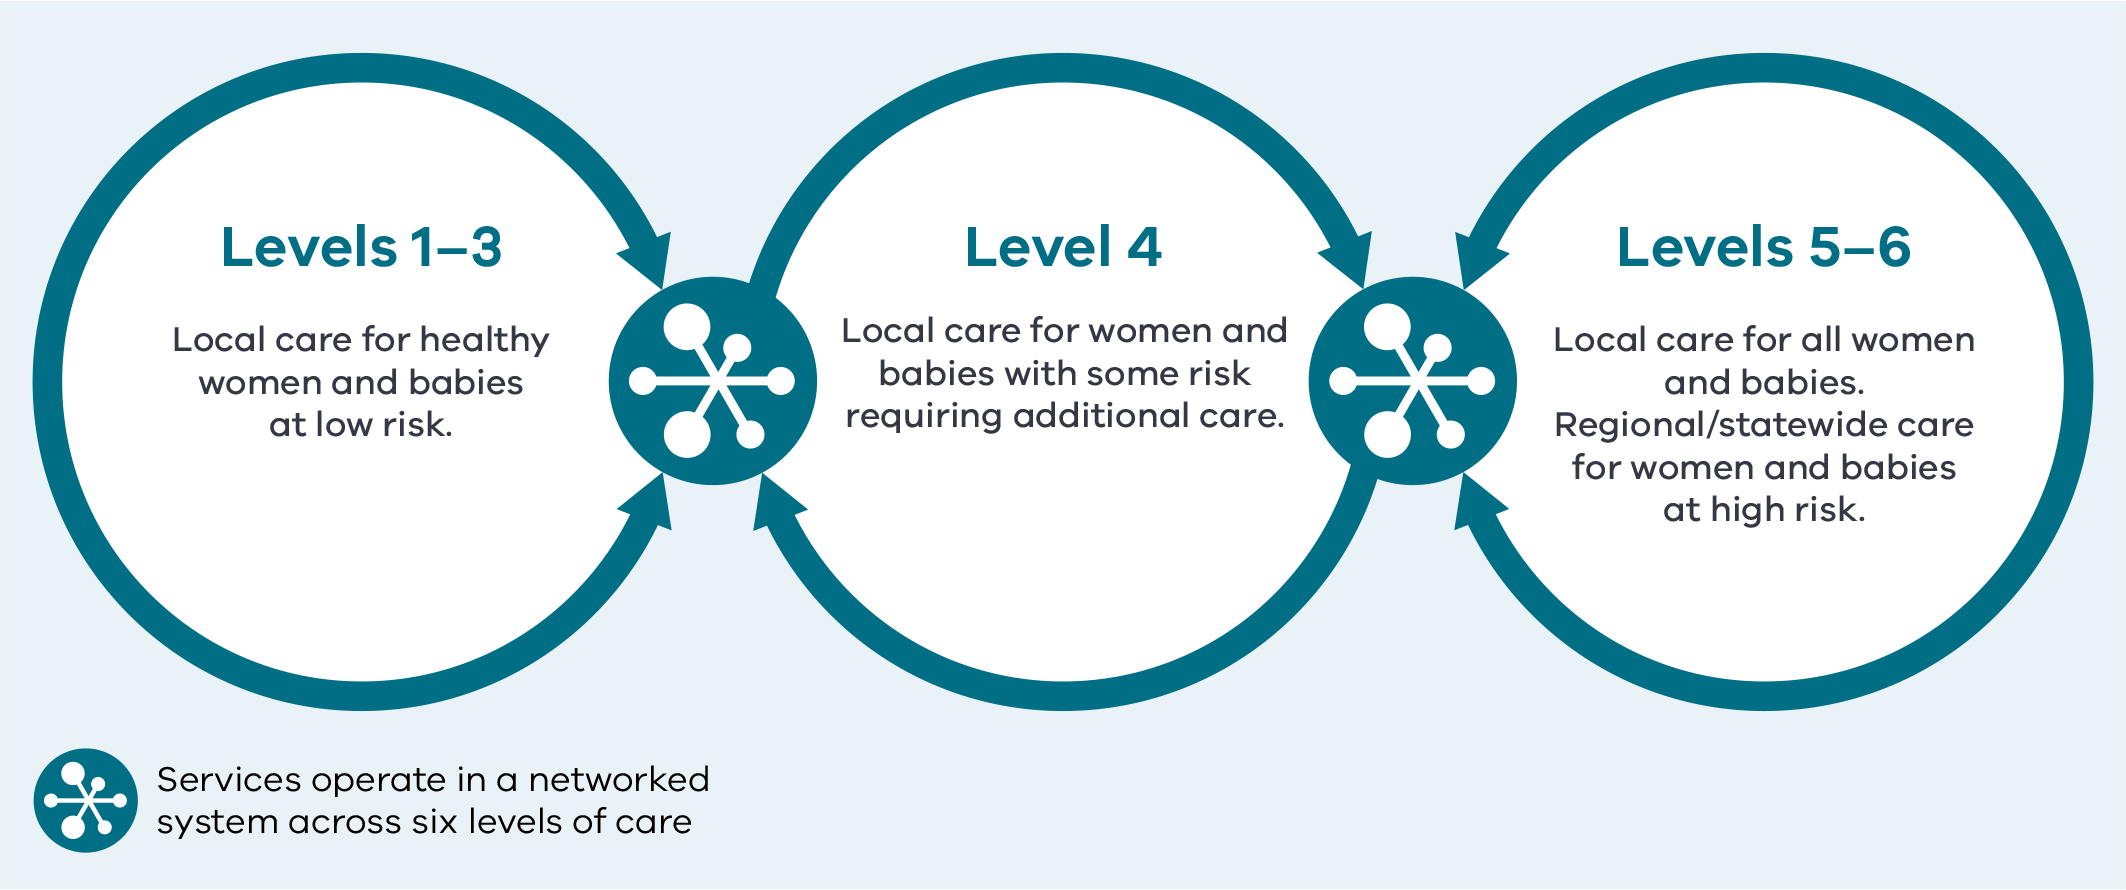 Levels 1–3
Local care for healthy
women and babies
at low risk.
Level 4
Local care for women and
babies with some risk
requiring additional care.
Levels 5–6
Local care for all women
and babies.
Regional/statewide care
for women and babies
at high risk.
Services operate in a networked
system across six levels of care